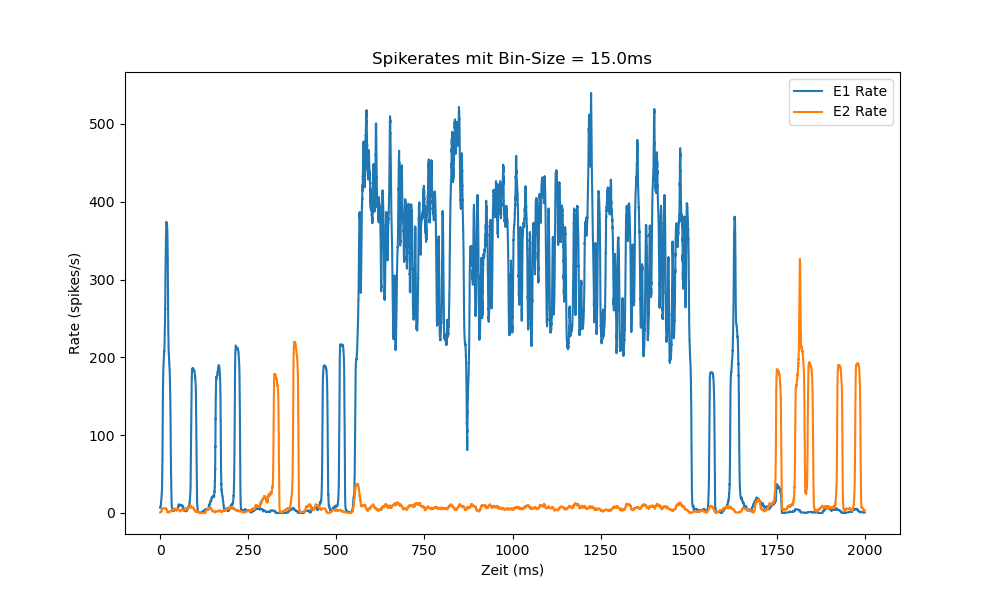 Spikerates mit Bin-Size = 15.0ms
E1 Rate
E2 Rate
500
400
300
200
100
0
Rate (spikes/s)
0 250 500 750 1000 1250 1500 1750 2000
Zeit (ms)